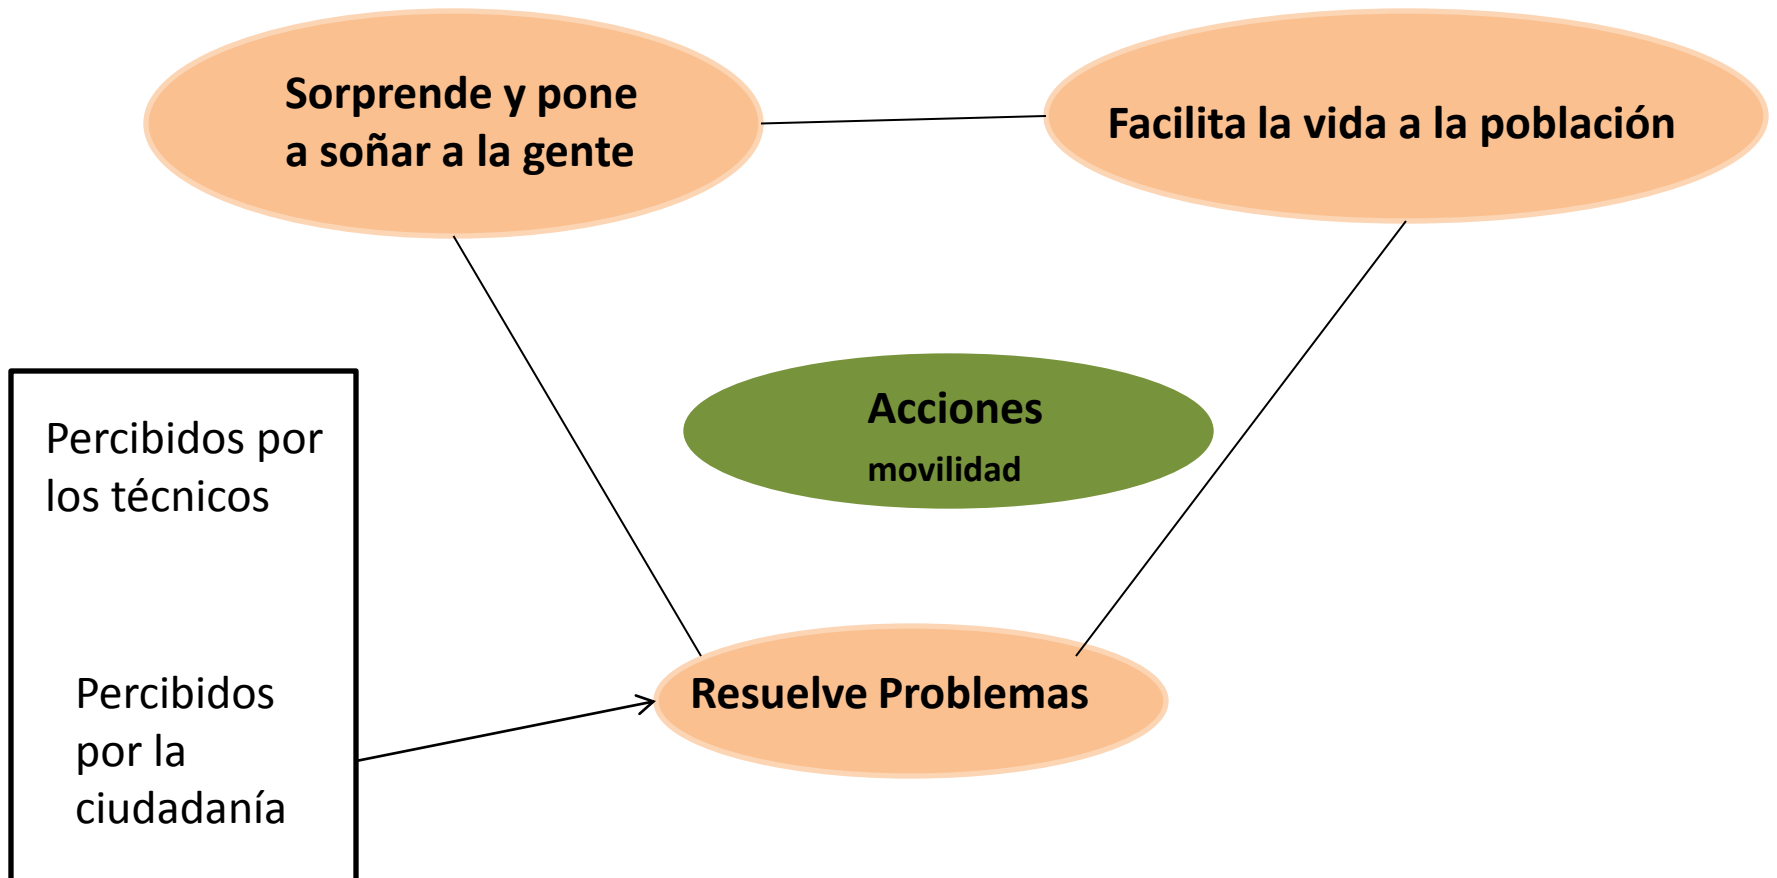 Sorprende y pone
a soñar a la gente
Facilita la vida a la población
Acciones
movilidad
Percibidos por
los técnicos
Percibidos
por la
ciudadanía
Resuelve Problemas